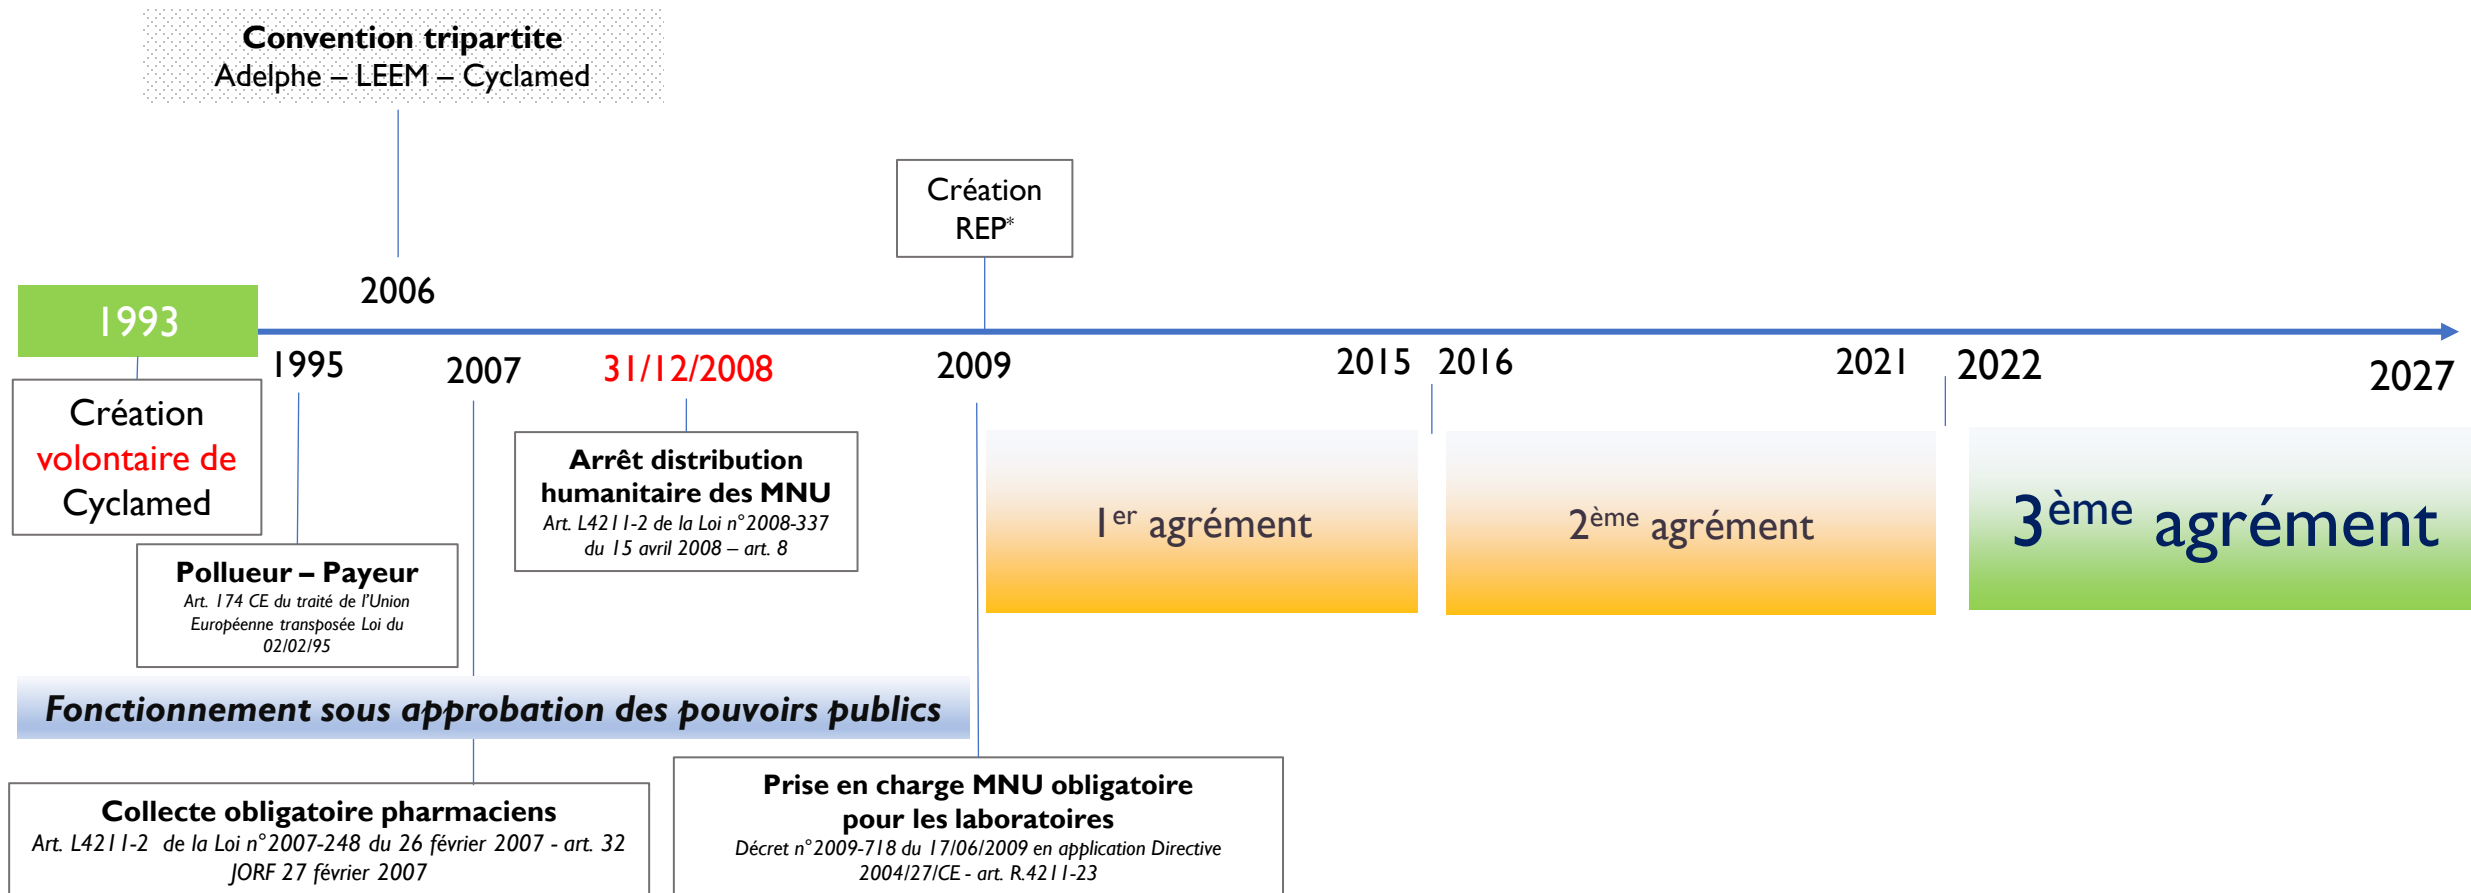 Convention tripartite
Adelphe – LEEM – Cyclamed
Création
REP*
2006
1993
1995
2007
31/12/2008
2009
2015
2016
2021
2022
2027
Création
volontaire de
Cyclamed
Pollueur – Payeur
Art. 174 CE du traité de l'Union
Européenne transposée Loi du
02/02/95
Arrêt distribution
humanitaire des MNU
Art. L4211-2 de la Loi n°2008-337
du 15 avril 2008 – art. 8
1er agrément
2ème agrément
3ème agrément
Fonctionnement sous approbation des pouvoirs publics
Collecte obligatoire pharmaciens
Art. L4211-2 de la Loi n°2007-248 du 26 février 2007 - art. 32
JORF 27 février 2007
Prise en charge MNU obligatoire
pour les laboratoires
Décret n°2009-718 du 17/06/2009 en application Directive
2004/27/CE - art. R.4211-23